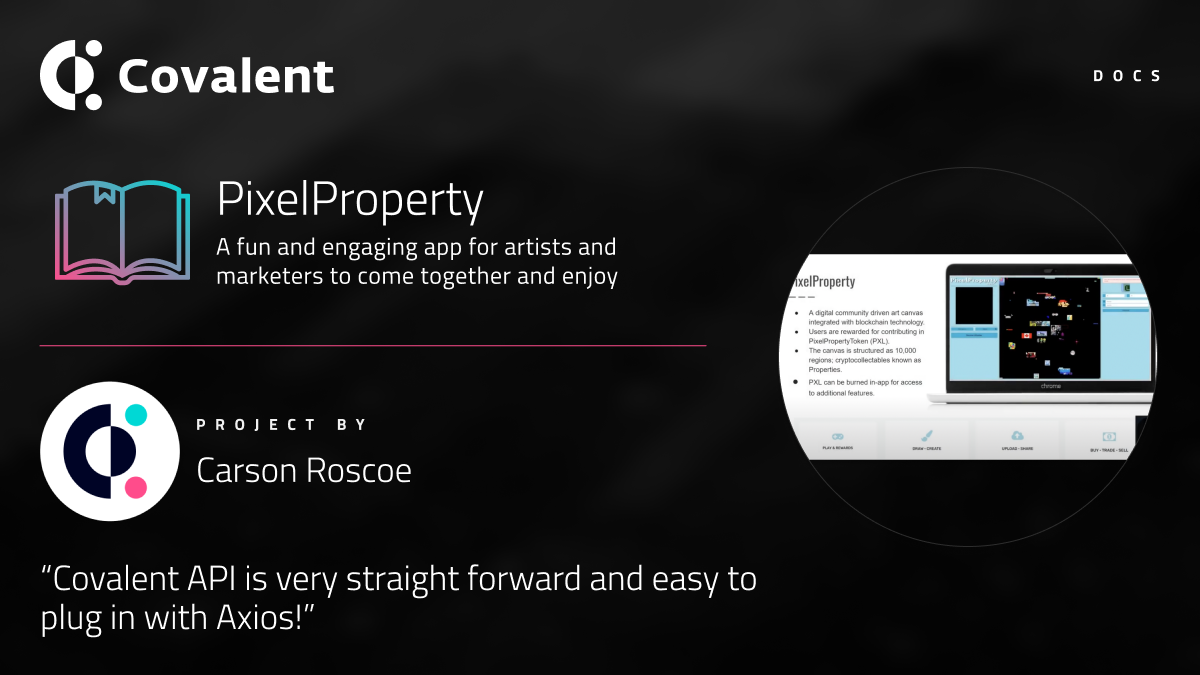 Covalent
DOCS
PixelProperty
A fun and engaging app for artists and
marketers to come together and enjoy
PROJECT BY
Carson Roscoe
“Covalent API is very straight forward and easy to
plug in with Axios!”
ixelProperty
• A digital community driven art canvas
integrated with blockchain technology.
• Users are rewarded for contributing in
PixelPropertyToken (PXL).
• The canvas is structured as 10,000
regions; cryptocollectables known as
Properties.
• PXL can be burned in-app for access
to additional features.
PixelProperty
chrome
PLAY & REWARDS
DRAW - CREATE
UPLOAD - SHARE
BUY - TRADE - SELL